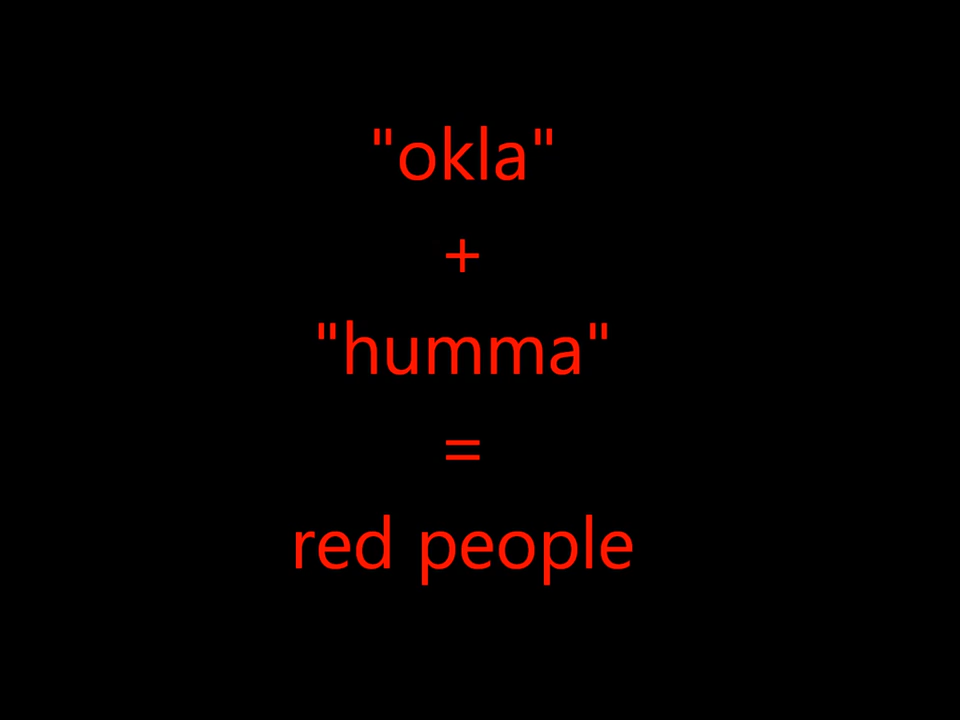 "okla"
+
"humma"
=
red people